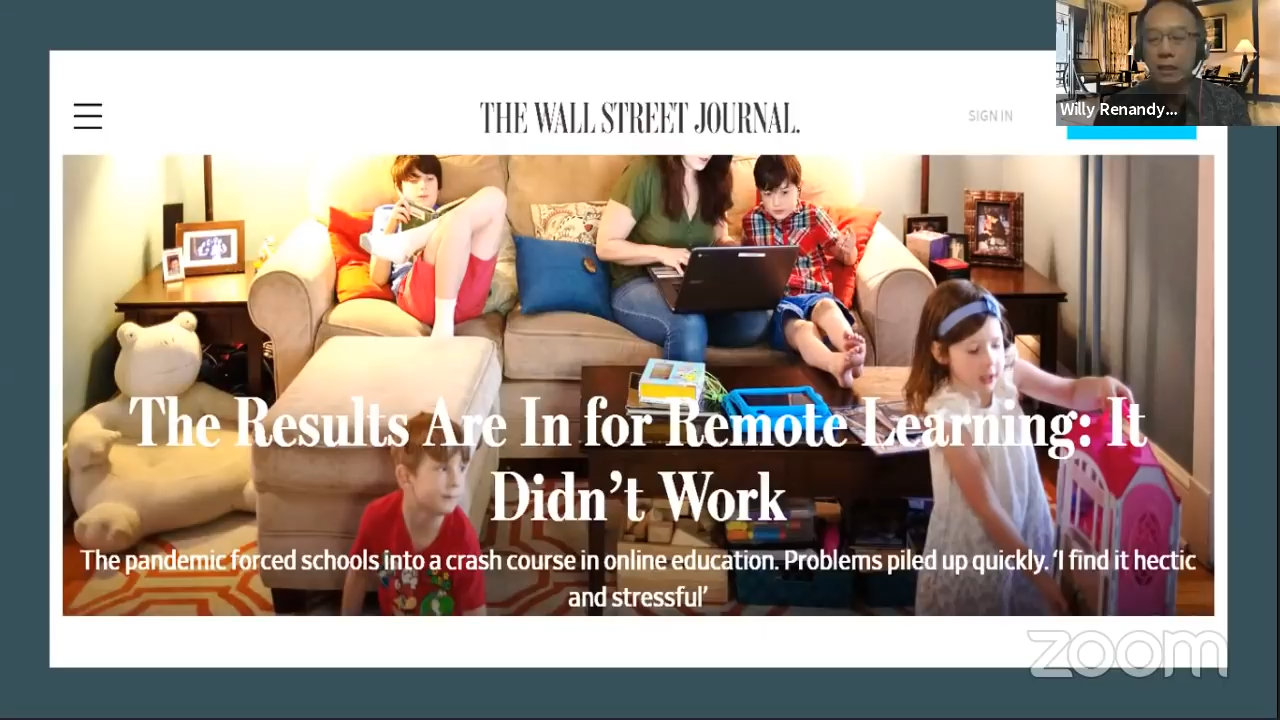 Willy Renandy...
THE WALL STREET JOURNAL.
SIGN IN
The Results Are In for Remote Learning: It
Didn't Work
The pandemic forced schools into a crash course in online education. Problems piled up quickly. 'I find it hectic
and stressful'
zoom